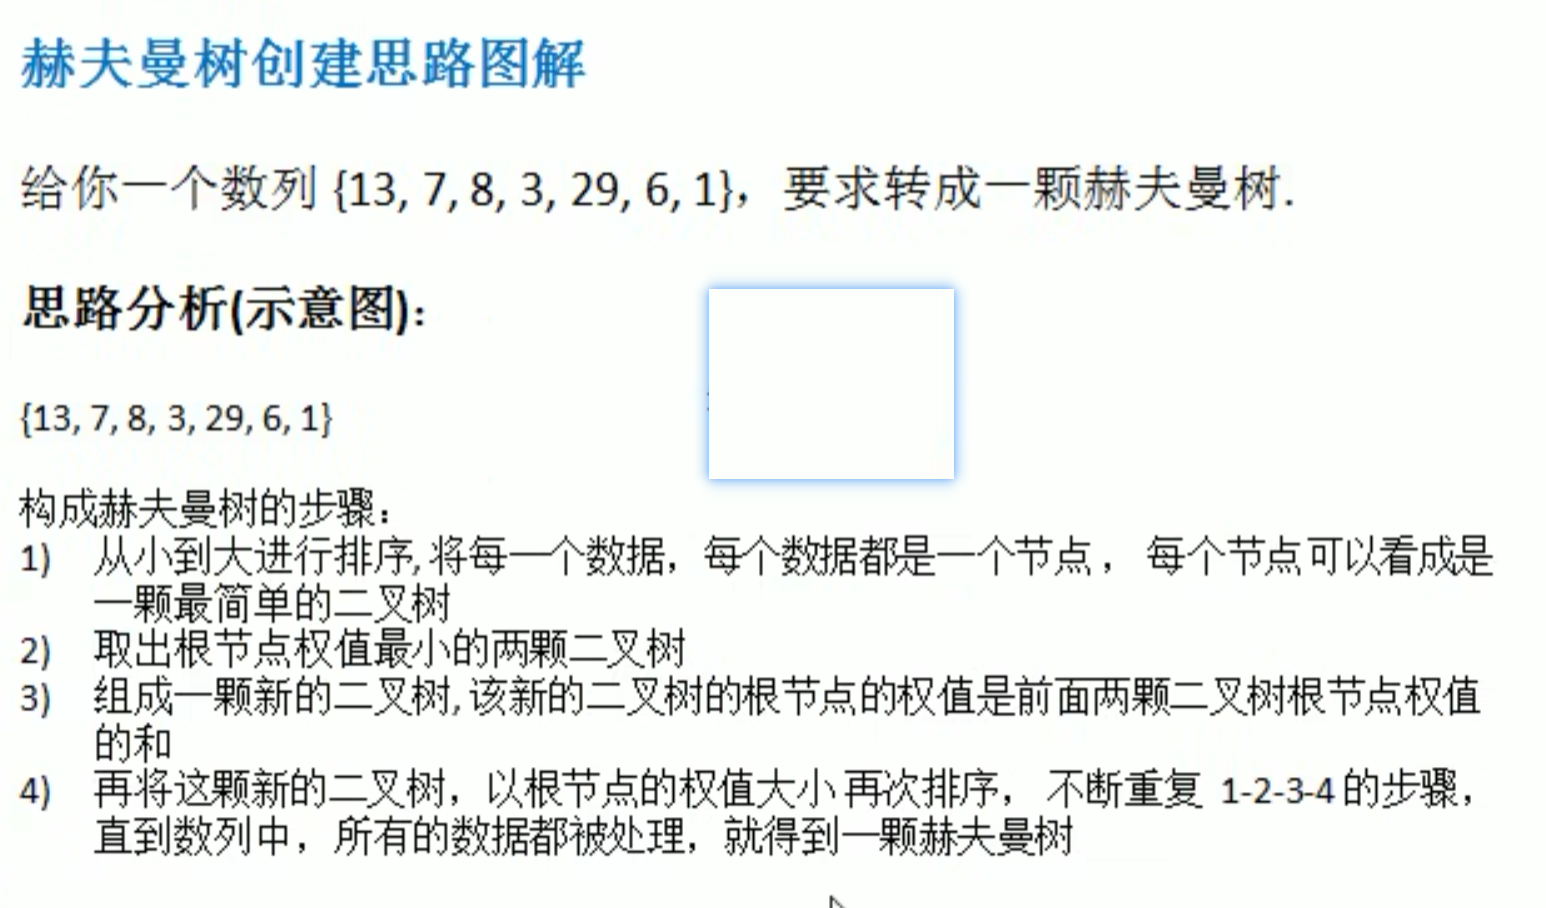 赫夫曼树创建思路图解
给你一个数列 {13, 7, 8, 3, 29, 6, 1}，要求转成一颗赫夫曼树.
思路分析(示意图)：
{13, 7, 8, 3, 29, 6, 1}
构成赫夫曼树的步骤：
1) 从小到大进行排序, 将每一个数据，每个数据都是一个节点 ， 每个节点可以看成是
一颗最简单的二叉树
2) 取出根节点权值最小的两颗二叉树
3) 组成一颗新的二叉树, 该新的二叉树的根节点的权值是前面两颗二叉树根节点权值
的和
4) 再将这颗新的二叉树，以根节点的权值大小 再次排序， 不断重复 1-2-3-4 的步骤，
直到数列中，所有的数据都被处理，就得到一颗赫夫曼树